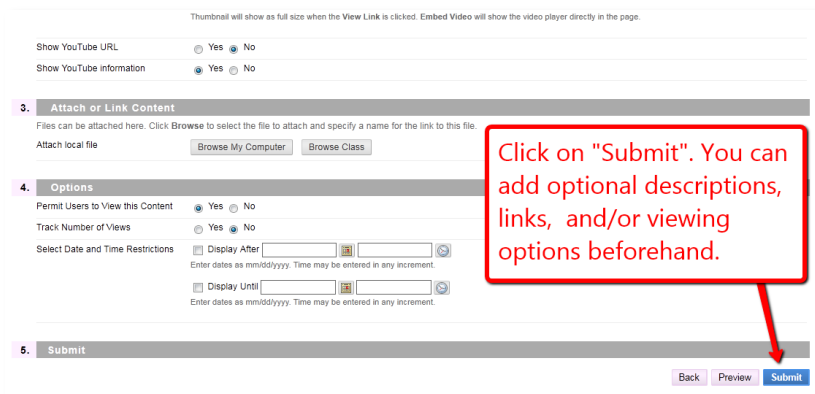 Thumbnail will show as full size when the View Link is clicked. Embed Video will show the video player directly in the page.
Show YouTube URL Yes No
Show YouTube information Yes No
3. Attach or Link Content
Files can be attached here. Click Browse to select the file to attach and specify a name for the link to this file.
Attach local file Browse My Computer Browse Class
Click on "Submit". You can
add optional descriptions,
links, and/or viewing
options beforehand.
4. Options
Permit Users to View this Content Yes No
Track Number of Views Yes No
Select Date and Time Restrictions Display After
Enter dates as mm/dd/yyyy. Time may be entered in any increment.
Display Until
Enter dates as mm/dd/yyyy. Time may be entered in any increment.
5. Submit
Back Preview Submit